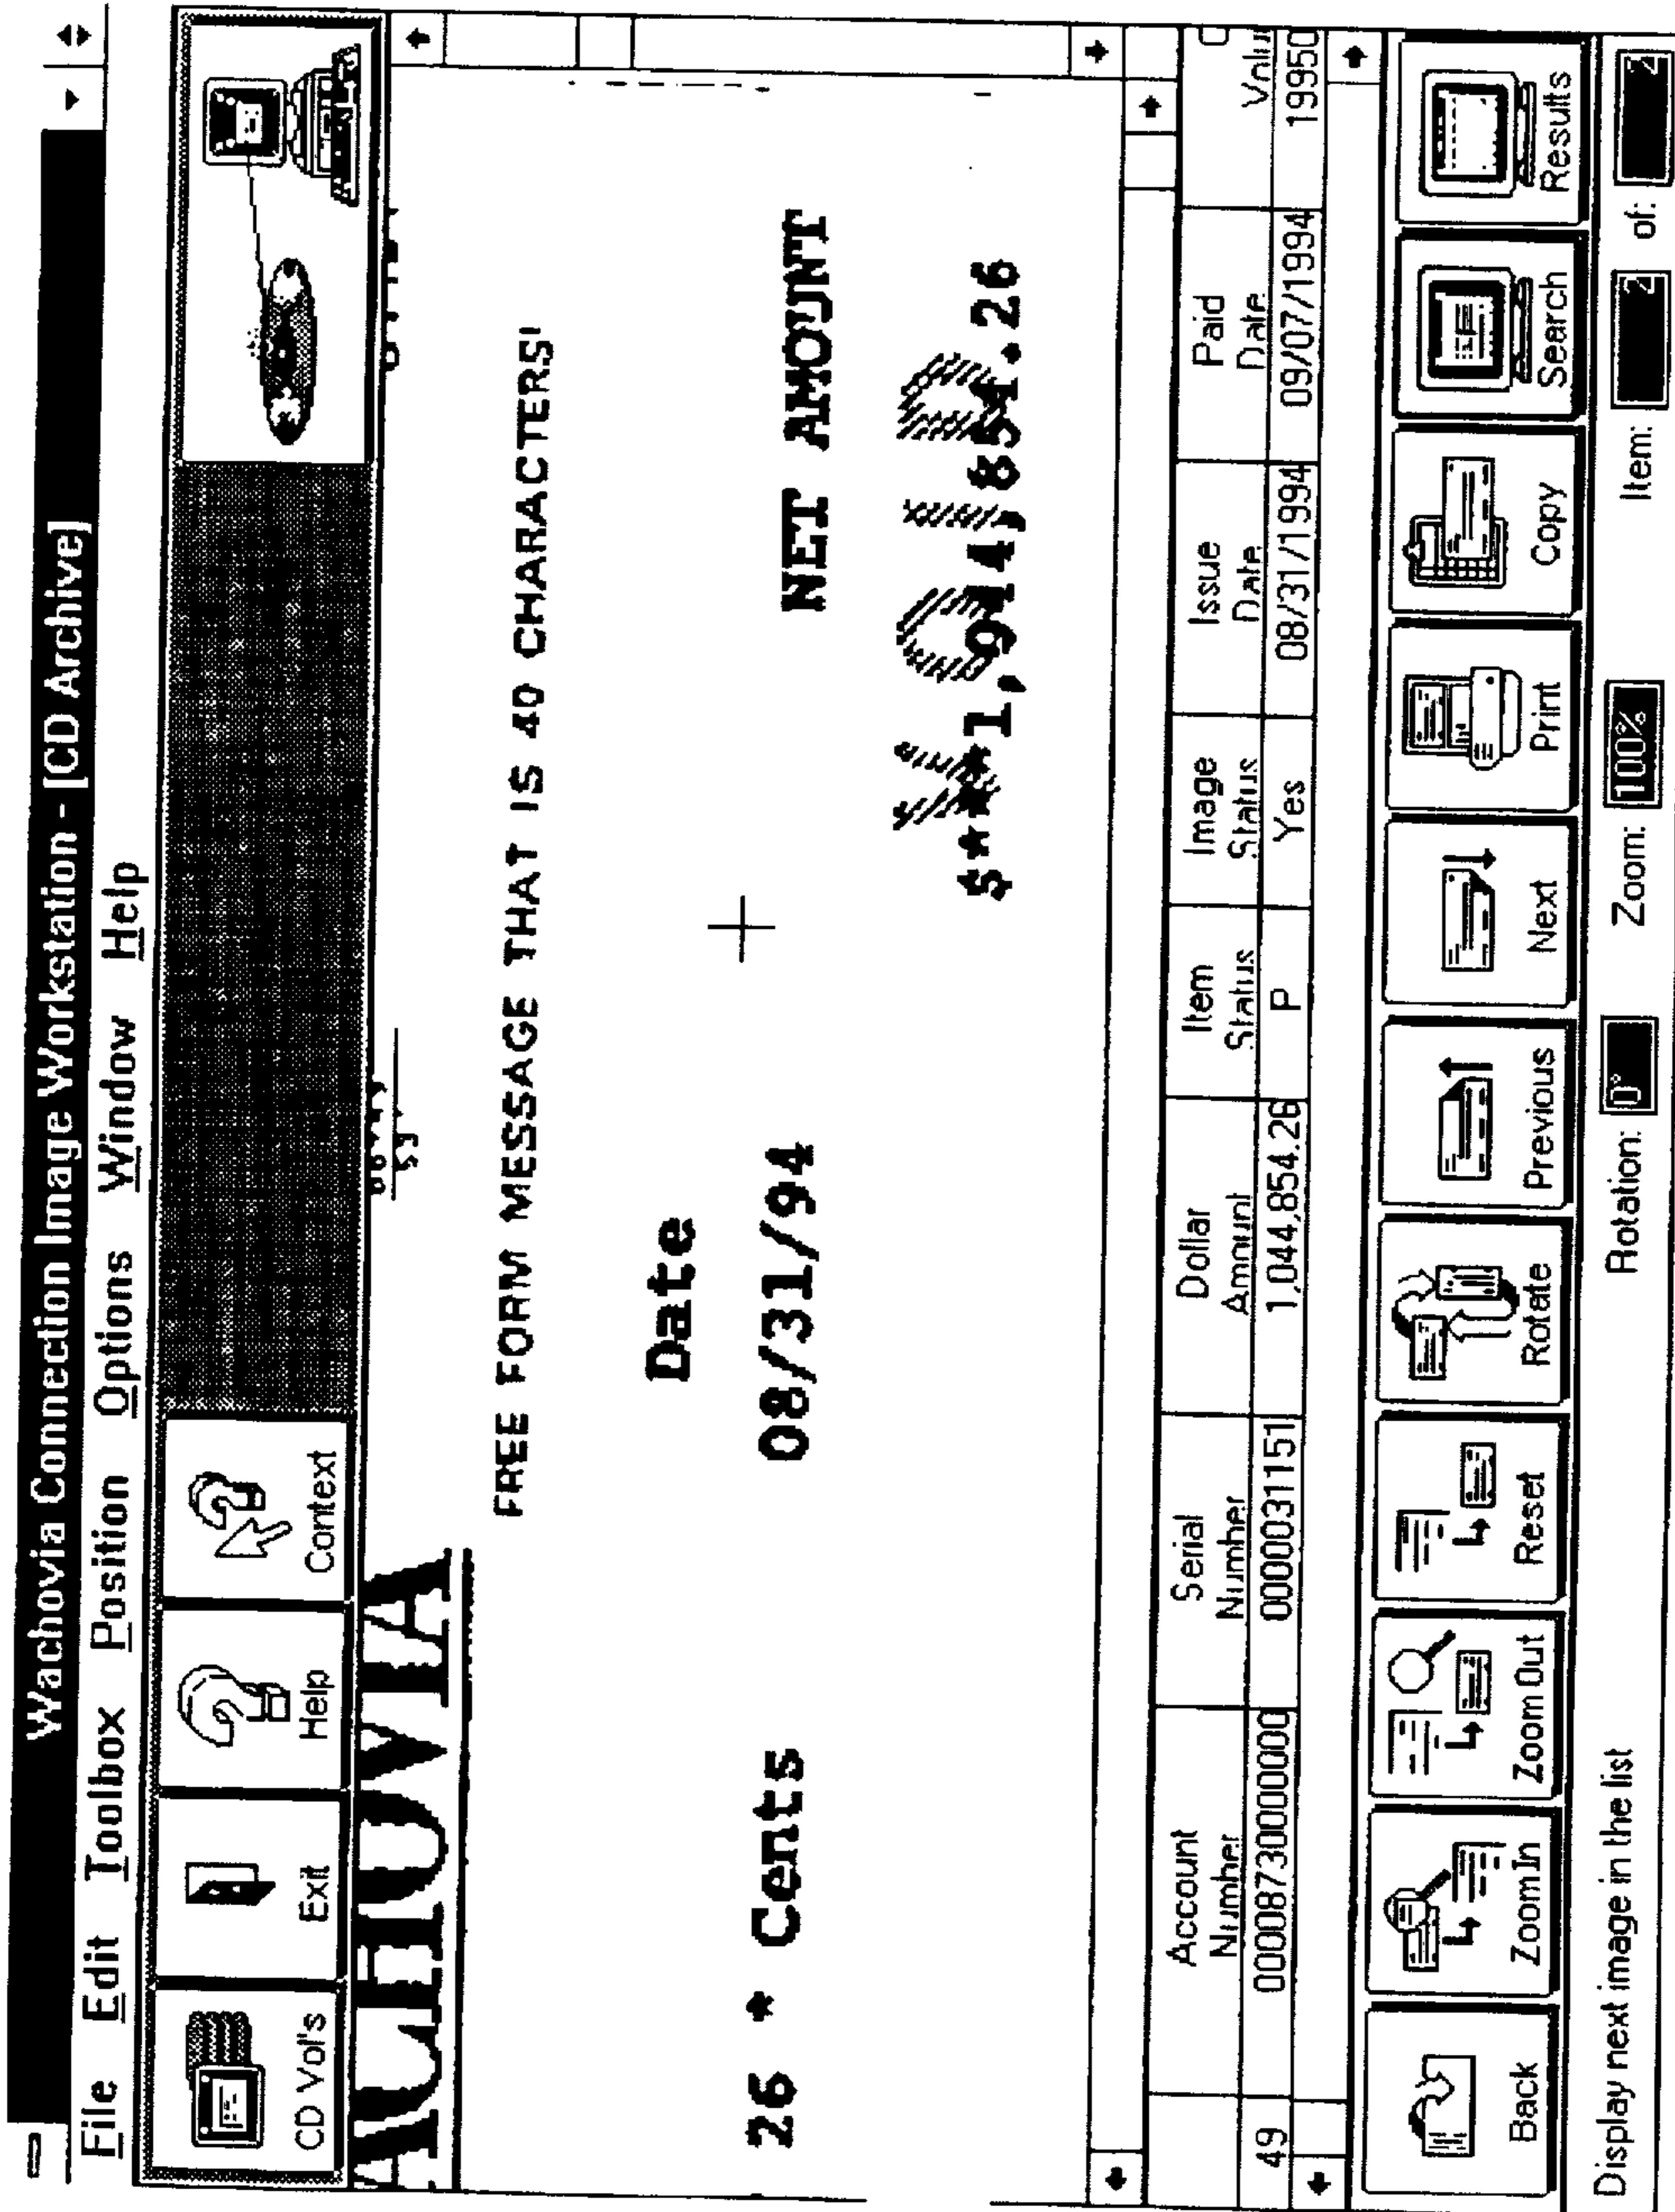 Wachovia Connection Image Workstation - [CD Archive]
File Edit Toolbox Position Options Window Help
CD Vol's Exit Help Context
ACHOVIA
FREE FORM MESSAGE THAT IS 40 CHARACTERS!
Date
26 * Cents 08/31/94 NET AMOUNT
Account Number Serial Number Dollar Amount Item Status Image Status Issue Date Paid Date
49 0000873000000 0000031151 1,044,854.26 P Yes 08/31/1994 09/07/1994 19950
Back Zoom In Zoom Out Reset Rotate Previous Next Print Copy Search Results
Display next image in the list Rotation: 0° Zoom: 100% Item: 2 of: 2